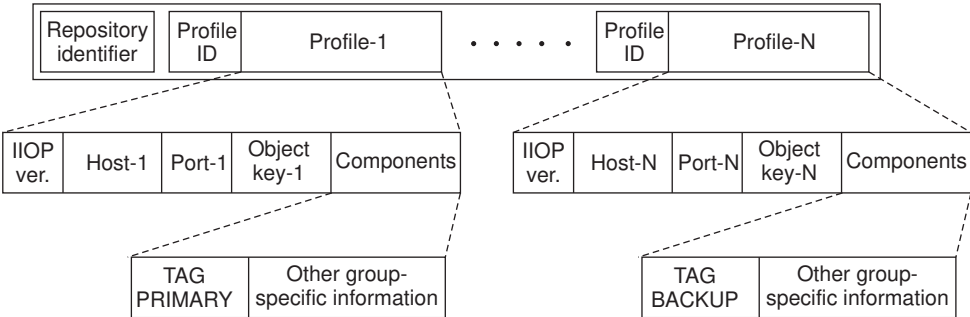 Repository identifier
Profile ID
Profile-1
. . . . .
Profile ID
Profile-N
IIOP ver.
Host-1
Port-1
Object key-1
Components
IIOP ver.
Host-N
Port-N
Object key-N
Components
TAG PRIMARY
Other group-specific information
TAG BACKUP
Other group-specific information